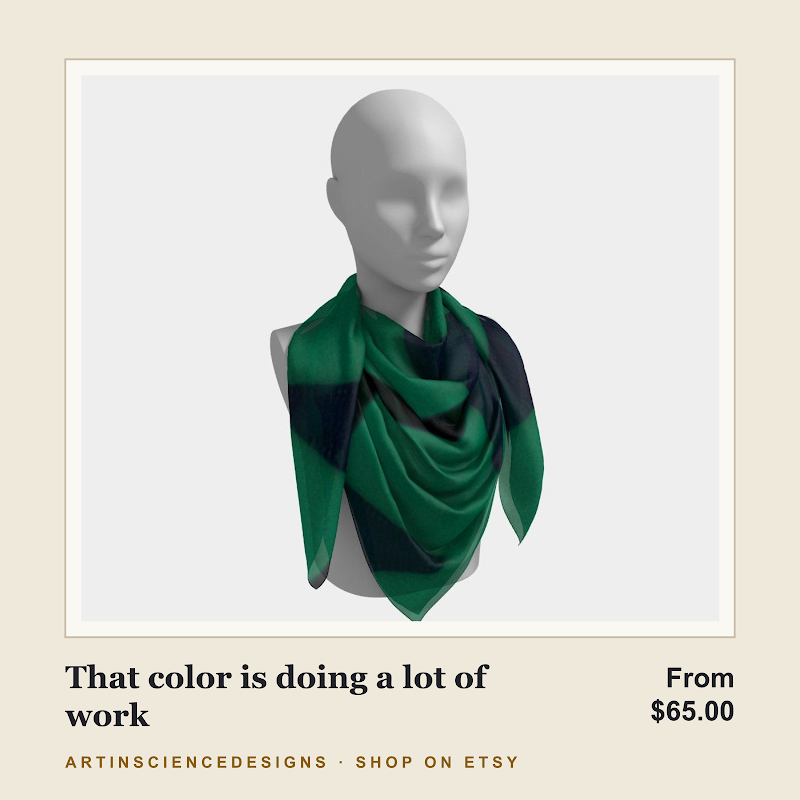 That color is doing a lot of
work
From
$65.00
ARTINSCIENCEDESIGNS · SHOP ON ETSY